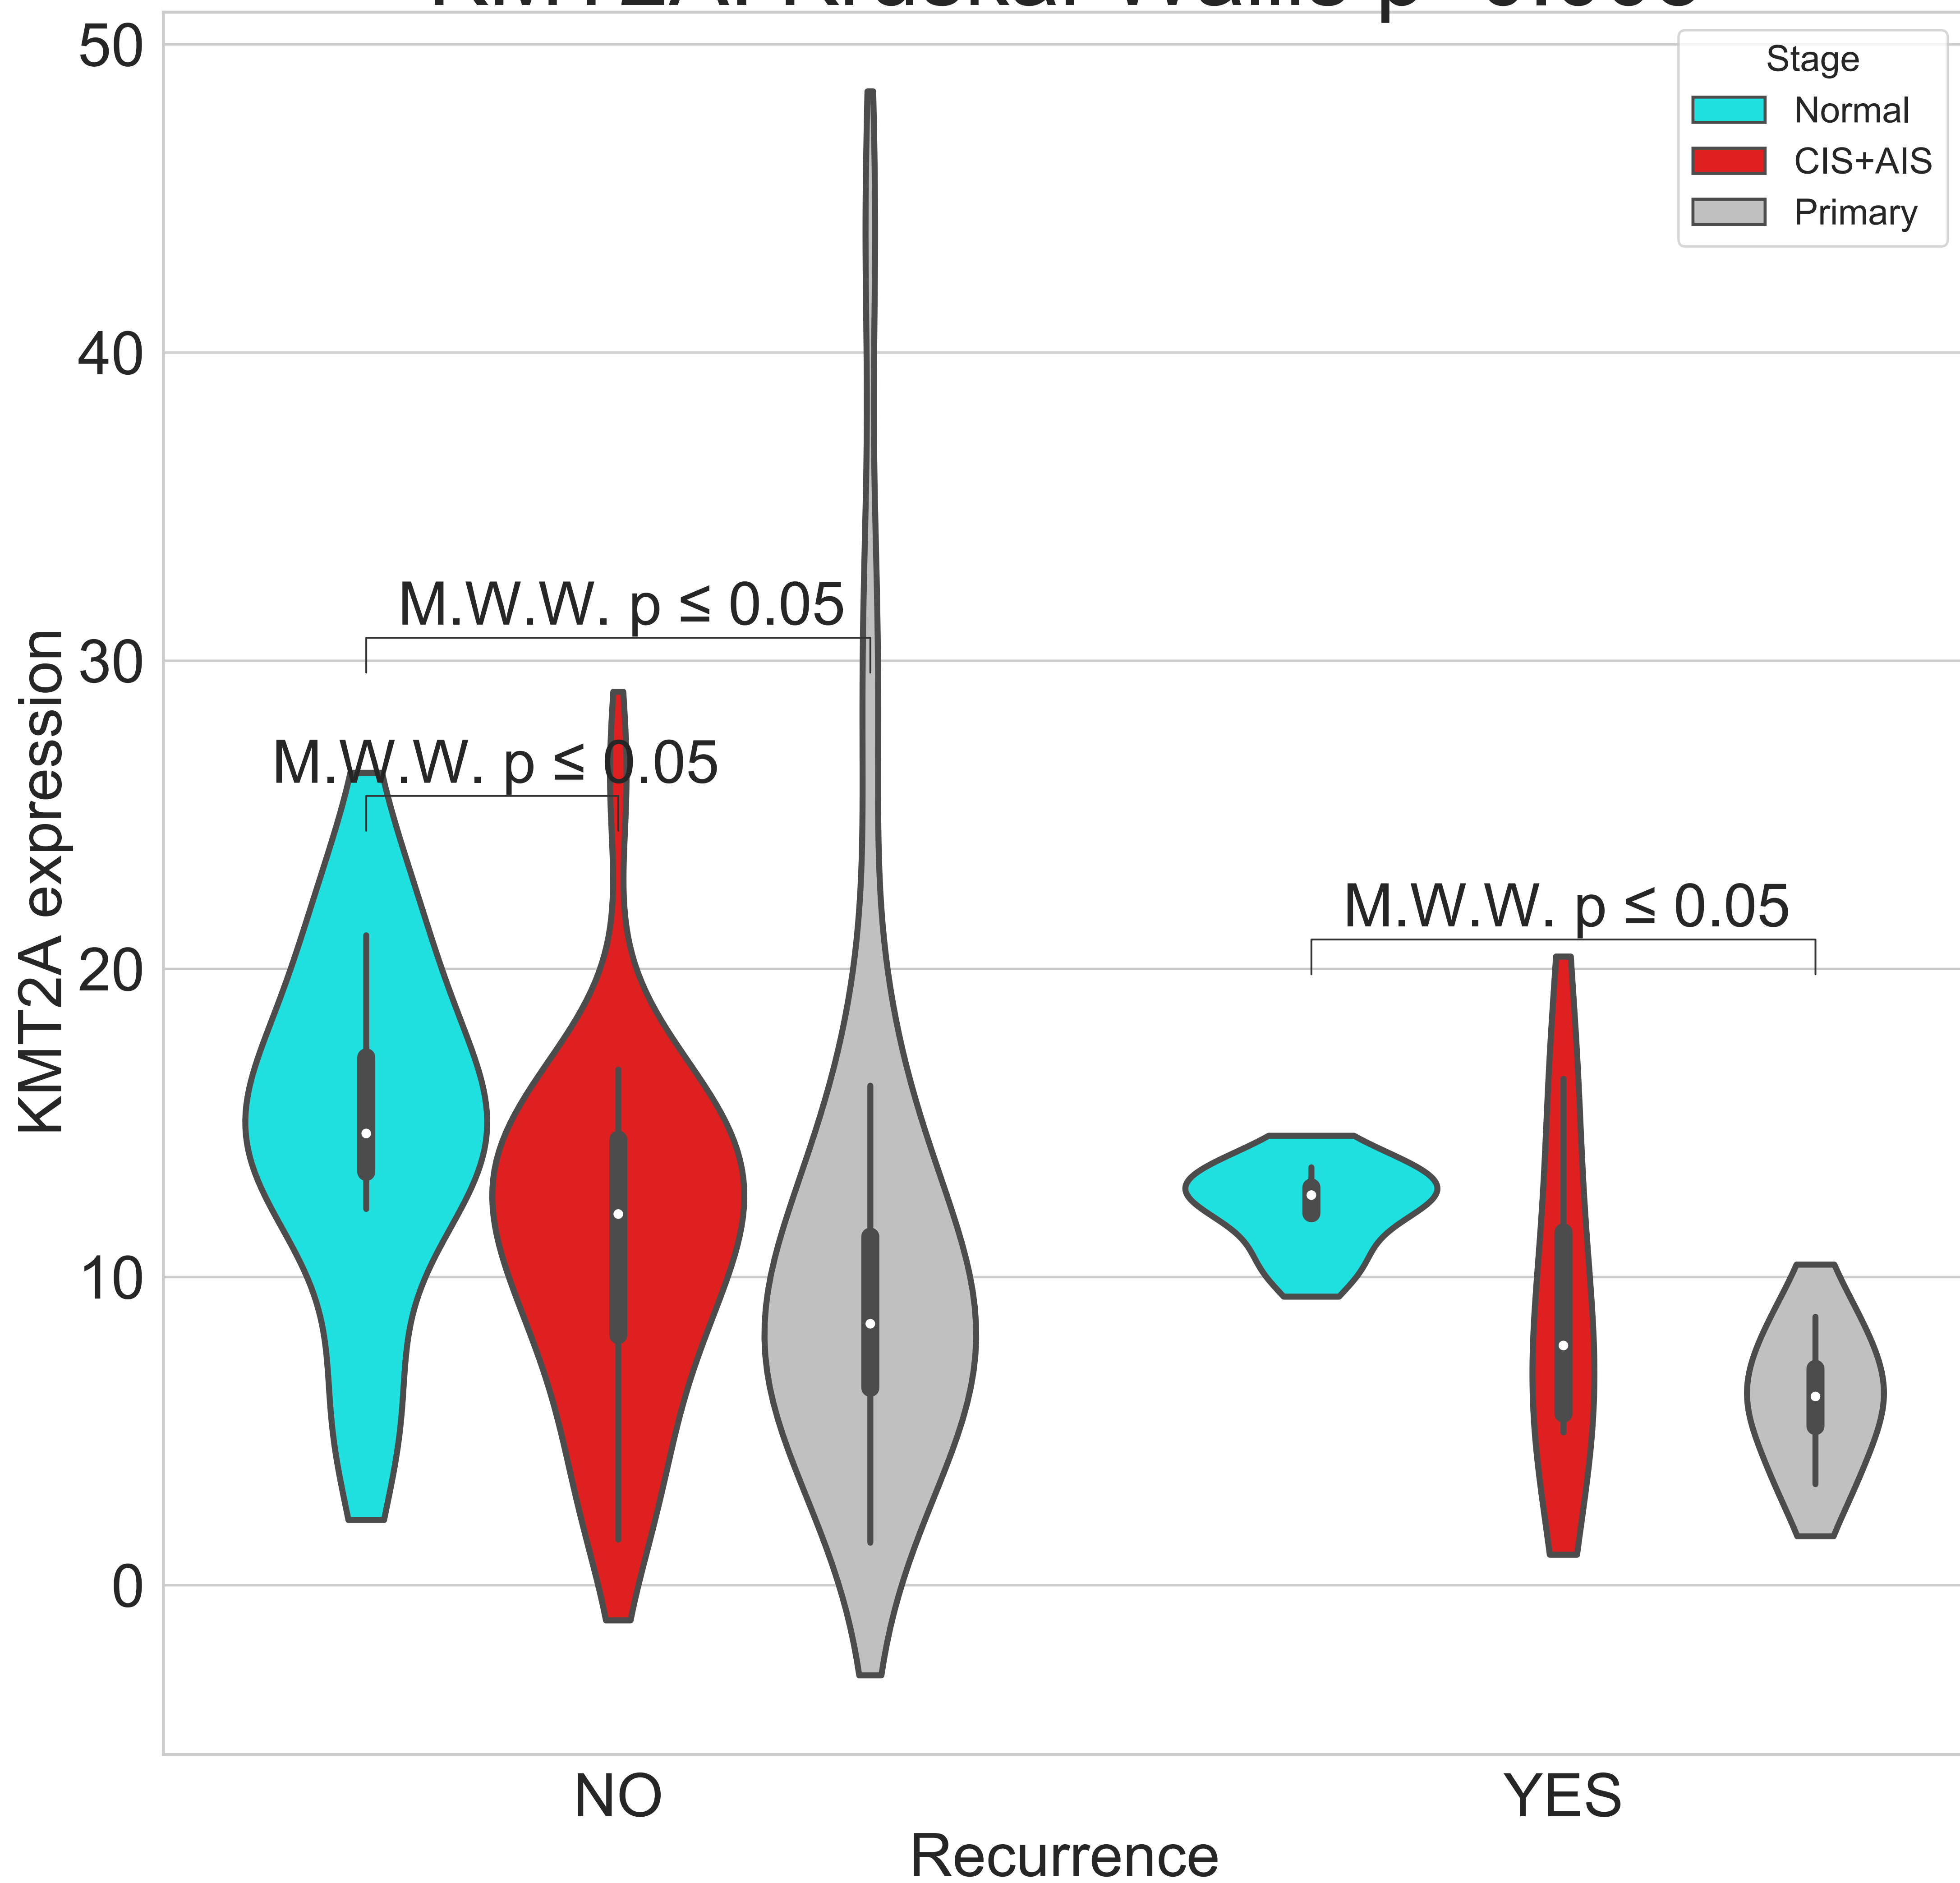 50
40
30
20
10
0
KMT2A expression
Stage
Normal
CIS+AIS
Primary
M.W.W. p ≤ 0.05
M.W.W. p ≤ 0.05
M.W.W. p ≤ 0.05
NO
YES
Recurrence